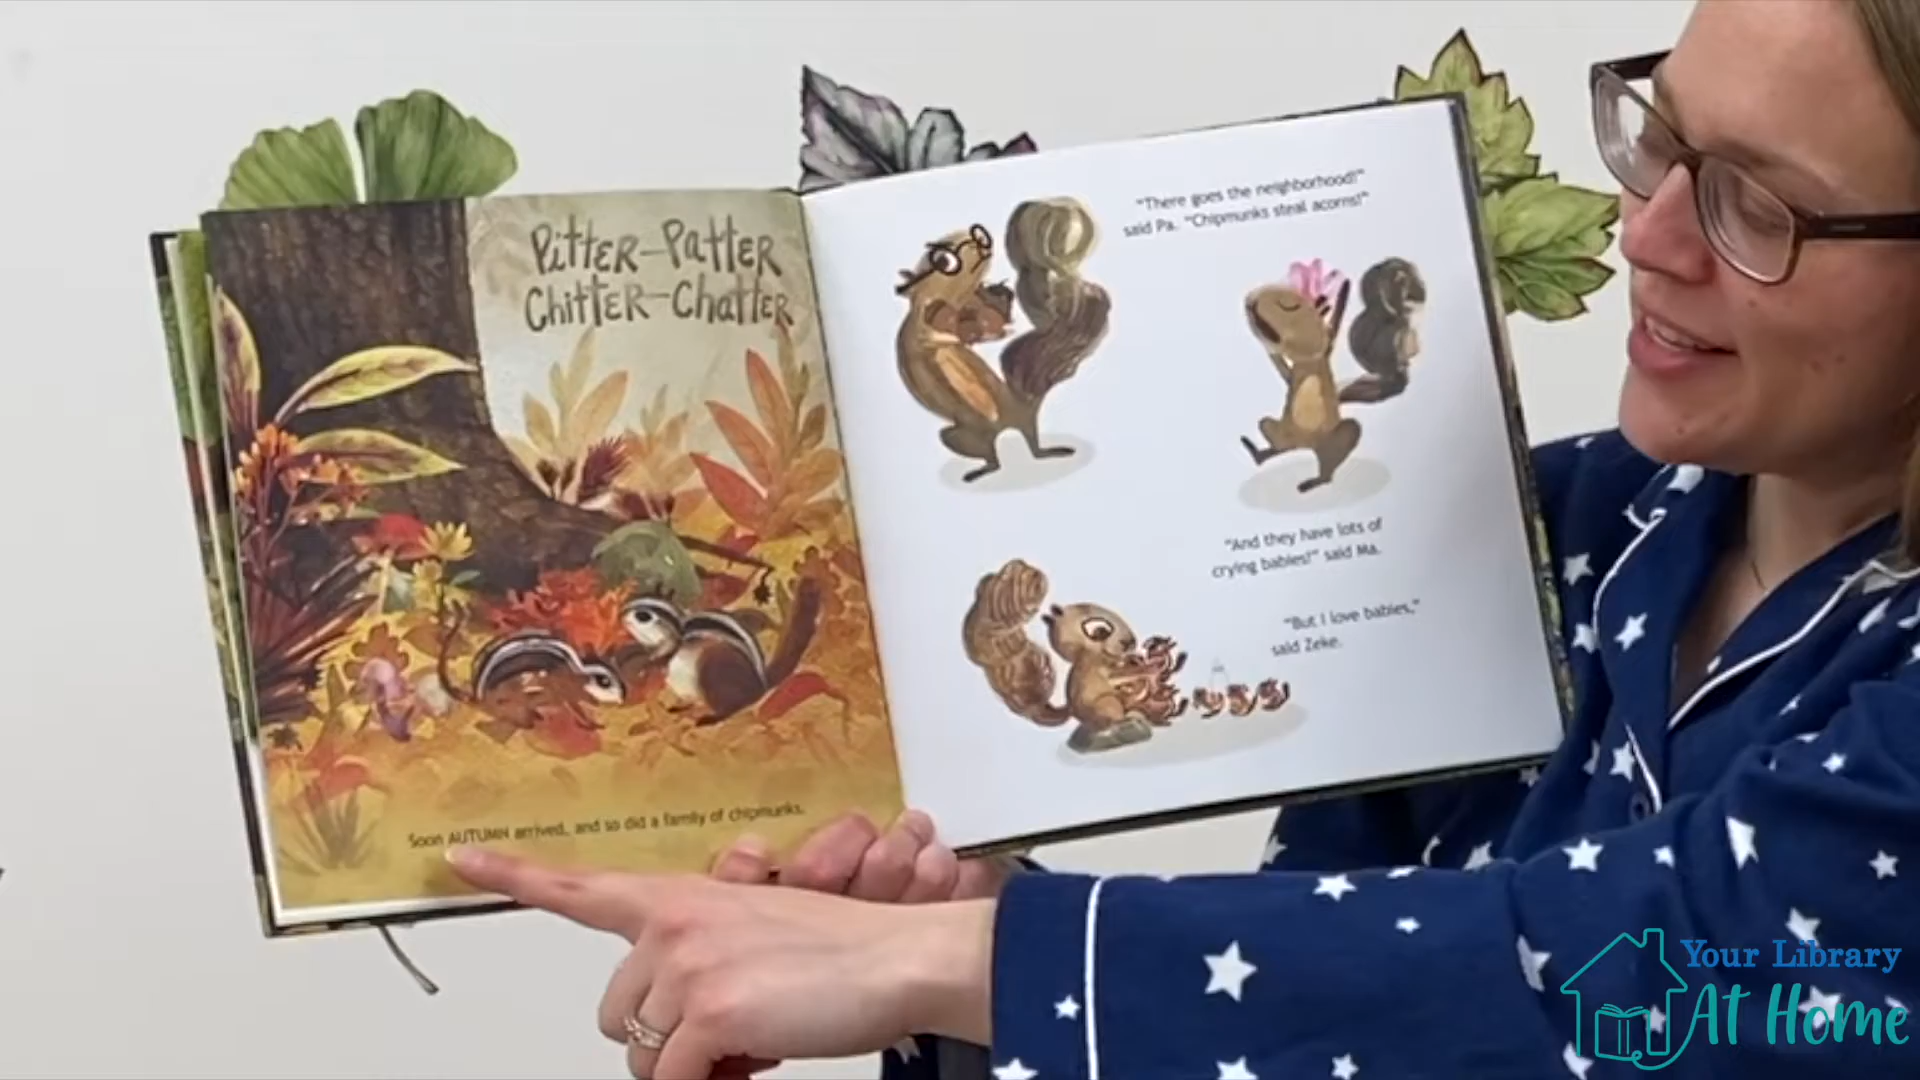 Pitter-Patter
Chitter-Chatter
Soon AUTUMN arrived, and so did a family of chipmunks.
"There goes the neighborhood!"
said Pa. "Chipmunks steal acorns!"
"And they have lots of
crying babies!" said Ma.
"But I love babies,"
said Zeke.
Your Library
At Home